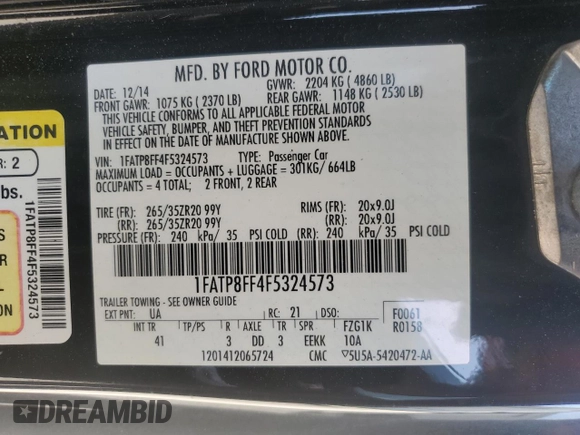 MFD. BY FORD MOTOR CO.
12/14 GVWR: 2204 KG ( 4860 LB)
FRONT GAWR: 1075 KG ( 2370 LB) REAR GAWR: 1148 KG ( 2530 LB)
THIS VEHICLE CONFORMS TO ALL APPLICABLE FEDERAL MOTOR
VEHICLE SAFETY, BUMPER, AND THEFT PREVENTION STANDARDS
IN EFFECT ON THE DATE OF MANUFACTURE SHOWN ABOVE.
VIN: 1FATP8FF4F5324573 TYPE: Passenger Car
MAXIMUM LOAD = OCCUPANTS + LUGGAGE = 301KG/ 664LB
OCCUPANTS = 4 TOTAL; 2 FRONT, 2 REAR
TIRE (FR): 265/35ZR20 99Y RIMS (FR): 20x9.0J
(RR): 265/35ZR20 99Y (RR): 20x9.0J
PRESSURE (FR): 240 kPa/ 35 PSI COLD (RR): 240 kPa/ 35 PSI COLD
1FATP8FF4F5324573
TRAILER TOWING - SEE OWNER GUIDE
EXT PNT: UA RC: 21 DSO: F0061
INT TR TP/PS R AXLE TR SPR FZG1K R0158
41 3 DD 3 EEKK 10A
1201412065724 CMC 5U5A-5420472-AA
ATION
R: 2
lbs.
1FATP8FF4F5324573
S
L
ON
DREAMBID